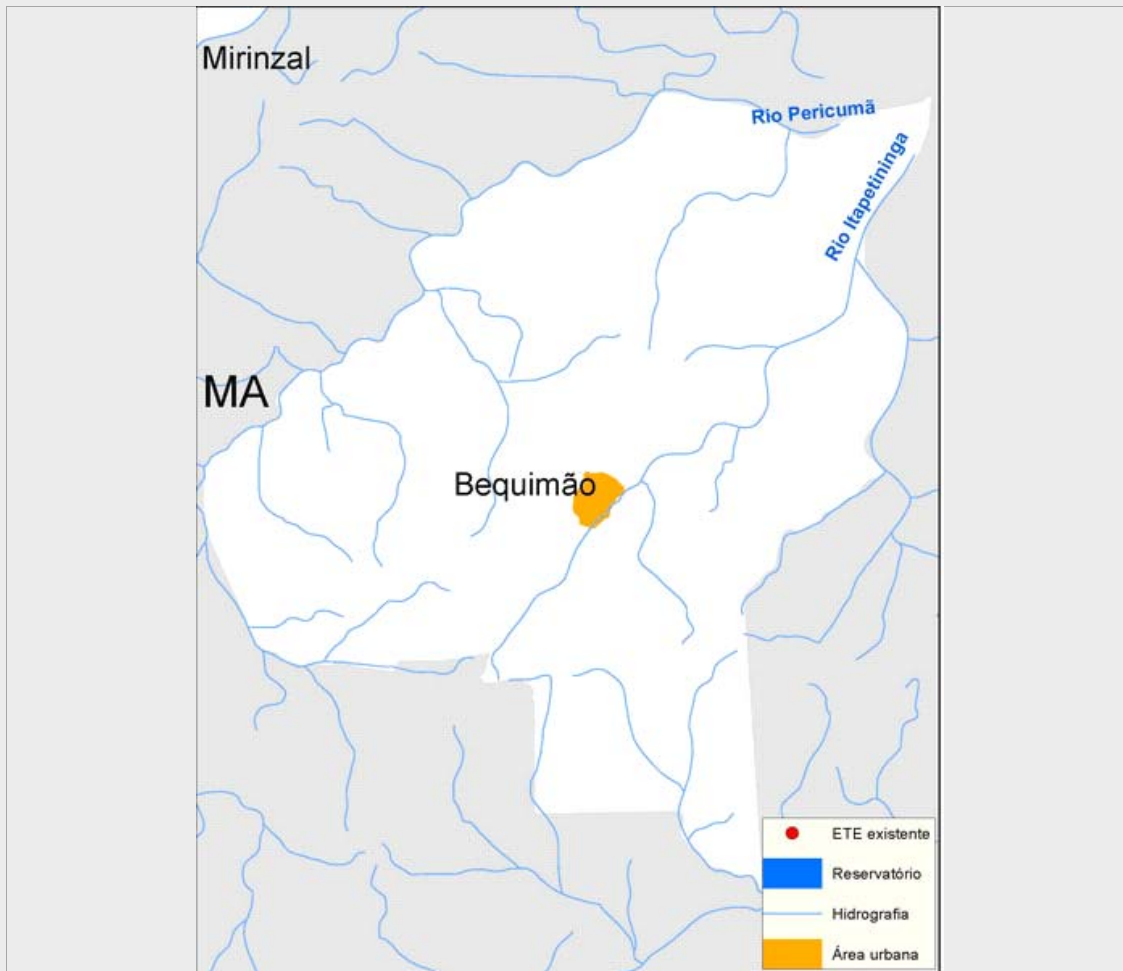 Mirinzal
Rio Pericumã
Rio Itapetininga
MA
Bequimão
ETE existente
Reservatório
Hidrografia
Área urbana